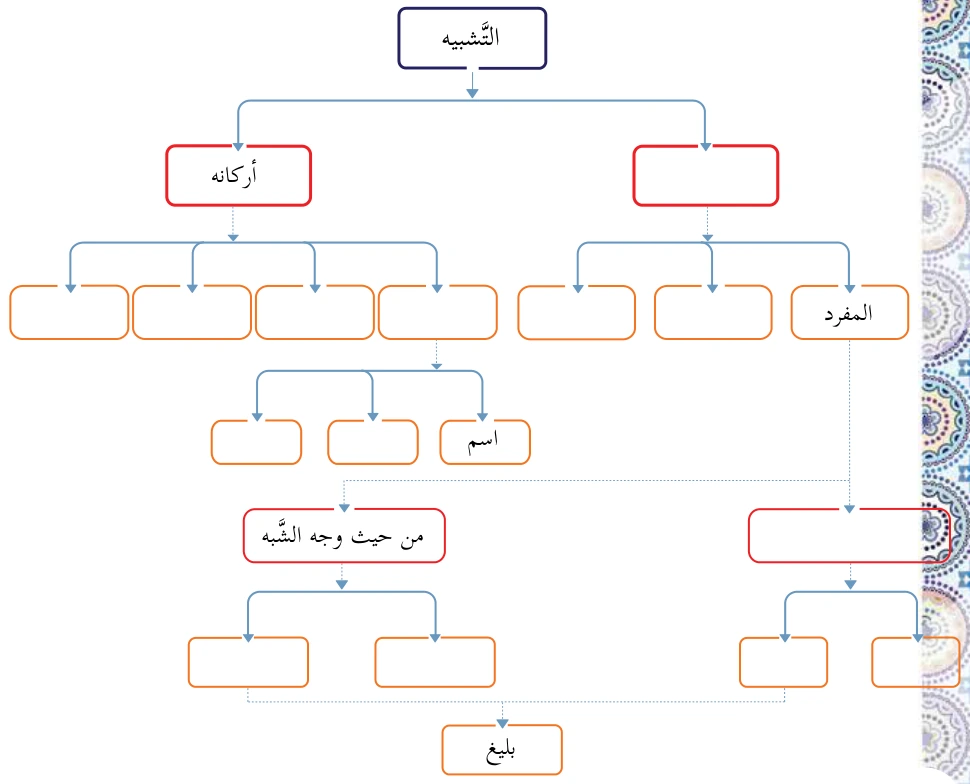 التَّشبيه
أركانه
المفرد
اسم
من حيث وجه الشَّبه
بليغ